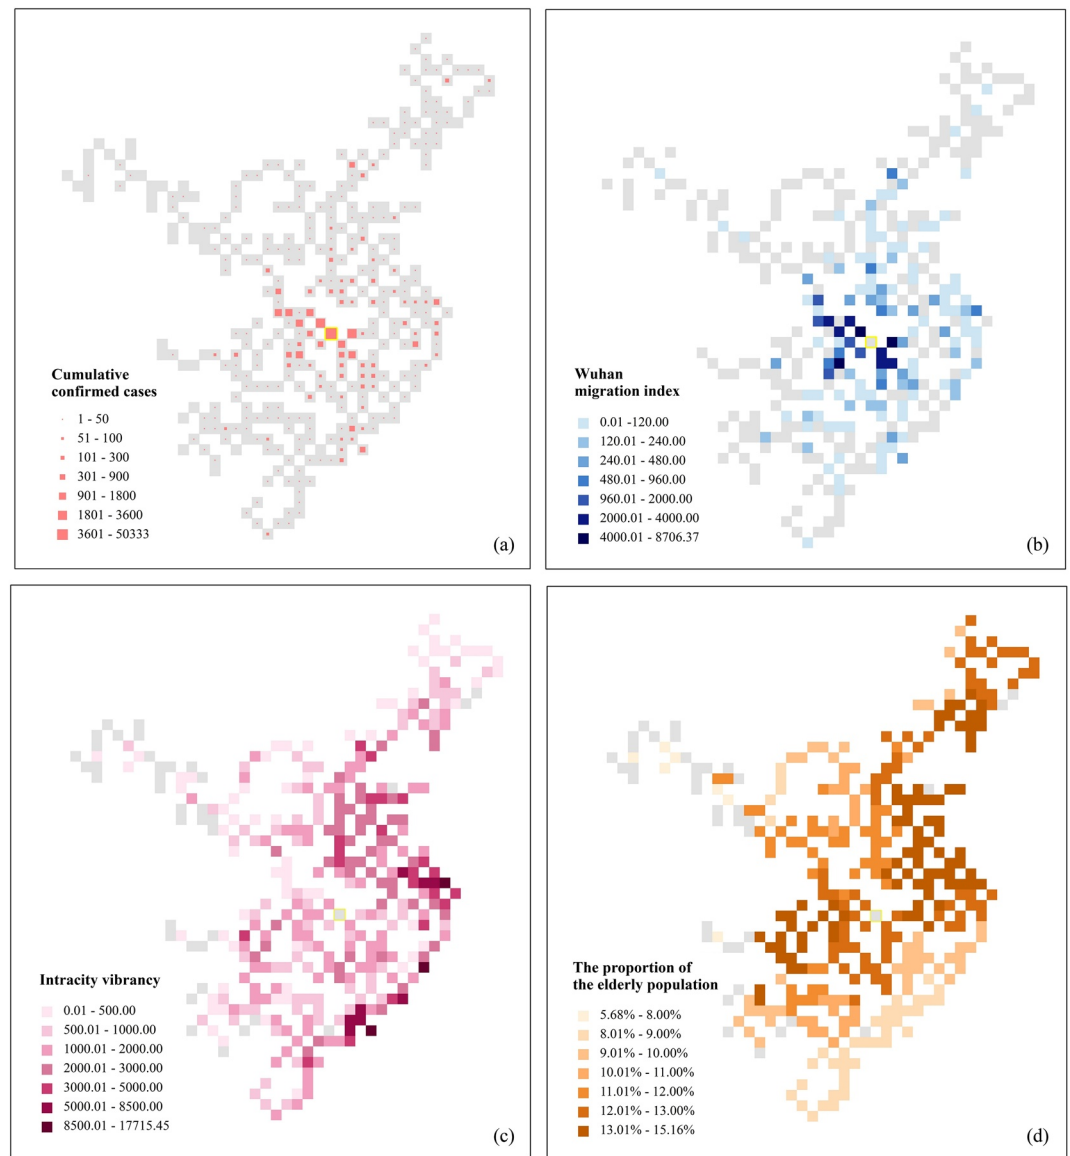 Cumulative
confirmed cases
1 - 50
51 - 100
101 - 300
301 - 900
901 - 1800
1801 - 3600
3601 - 50333
(a)
Wuhan
migration index
0.01 -120.00
120.01 - 240.00
240.01 - 480.00
480.01 - 960.00
960.01 - 2000.00
2000.01 - 4000.00
4000.01 - 8706.37
(b)
Intracity vibrancy
0.01 - 500.00
500.01 - 1000.00
1000.01 - 2000.00
2000.01 - 3000.00
3000.01 - 5000.00
5000.01 - 8500.00
8500.01 - 17715.45
(c)
The proportion of
the elderly population
5.68% - 8.00%
8.01% - 9.00%
9.01% - 10.00%
10.01% - 11.00%
11.01% - 12.00%
12.01% - 13.00%
13.01% - 15.16%
(d)